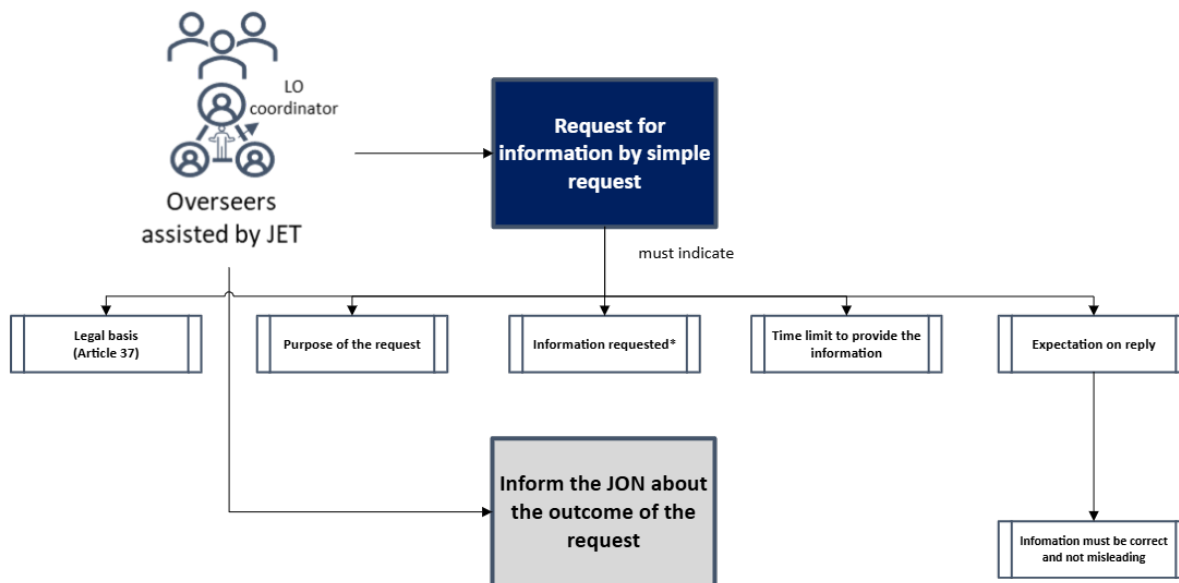 LO
coordinator
Overseers
assisted by JET
Request for
information by simple
request
must indicate
Legal basis
(Article 37)
Purpose of the request
Information requested*
Time limit to provide the
information
Expectation on reply
Inform the JON about
the outcome of the
request
Infomation must be correct
and not misleading